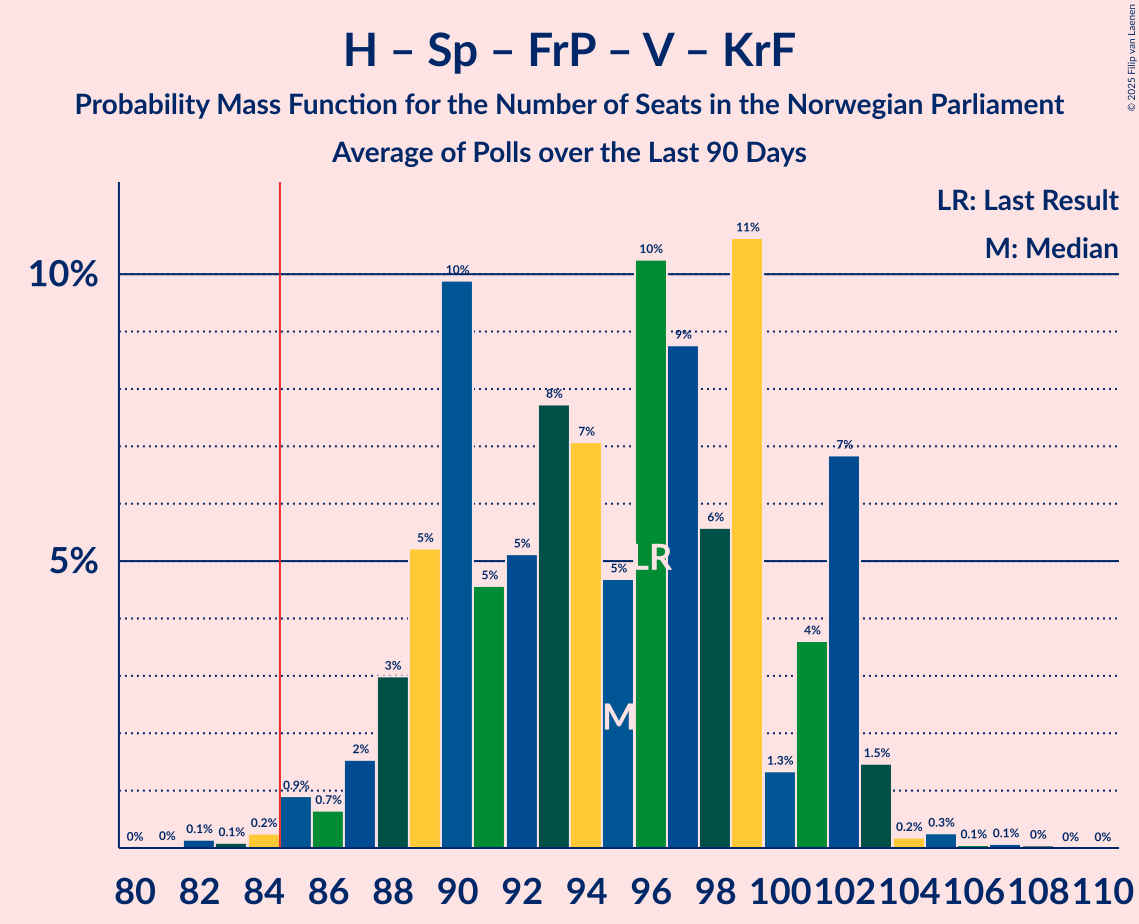 H – Sp – FrP – V – KrF
Probability Mass Function for the Number of Seats in the Norwegian Parliament
Average of Polls over the Last 90 Days
© 2025 Filip van Laenen
LR: Last Result
M: Median
10%
5%
0% 0% 0.1% 0.1% 0.2% 0.9% 0.7% 2% 3% 5% 10% 5% 5% 8% 7% 5% 10% 9% 6% 11% 1.3% 4% 7% 1.5% 0.2% 0.3% 0.1% 0.1% 0% 0% 0%
LR
M
80 82 84 86 88 90 92 94 96 98 100 102 104 106 108 110